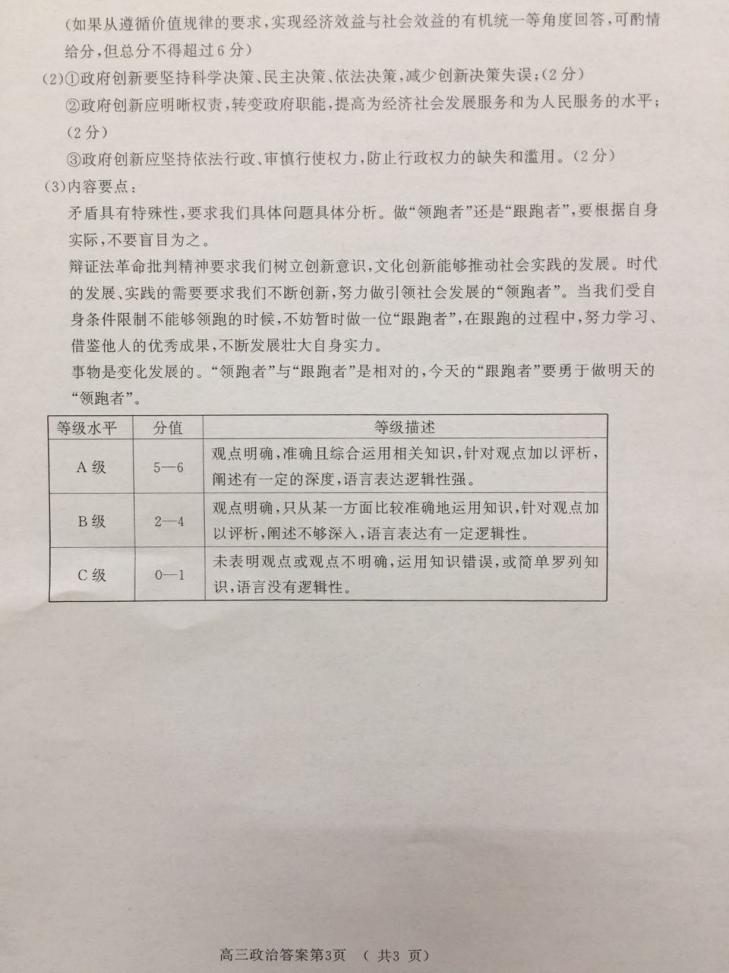 (如果从遵循价值规律的要求,实现经济效益与社会效益的有机统一等角度回答,可酌情
给分,但总分不得超过6分)
(2)①政府创新要坚持科学决策、民主决策、依法决策,减少创新决策失误;(2分)
②政府创新应明晰权责,转变政府职能,提高为经济社会发展服务和为人民服务的水平;
(2分)
③政府创新应坚持依法行政、审慎行使权力,防止行政权力的缺失和滥用。(2分)
(3)内容要点:
矛盾具有特殊性,要求我们具体问题具体分析。做“领跑者”还是“跟跑者”,要根据自身
实际,不要盲目为之。
辩证法革命批判精神要求我们树立创新意识,文化创新能够推动社会实践的发展。时代
的发展、实践的需要要求我们不断创新,努力做引领社会发展的“领跑者”。当我们受自
身条件限制不能够领跑的时候,不妨暂时做一位“跟跑者”,在跟跑的过程中,努力学习、
借鉴他人的优秀成果,不断发展壮大自身实力。
事物是变化发展的。“领跑者”与“跟跑者”是相对的,今天的“跟跑者”要勇于做明天的
“领跑者”。
等级水平 分值 等级描述
A级 5—6 观点明确,准确且综合运用相关知识,针对观点加以评析,
阐述有一定的深度,语言表达逻辑性强。
B级 2—4 观点明确,只从某一方面比较准确地运用知识,针对观点加
以评析,阐述不够深入,语言表达有一定逻辑性。
C级 0—1 未表明观点或观点不明确,运用知识错误,或简单罗列知
识,语言没有逻辑性。
高三政治答案第3页 ( 共3 页)